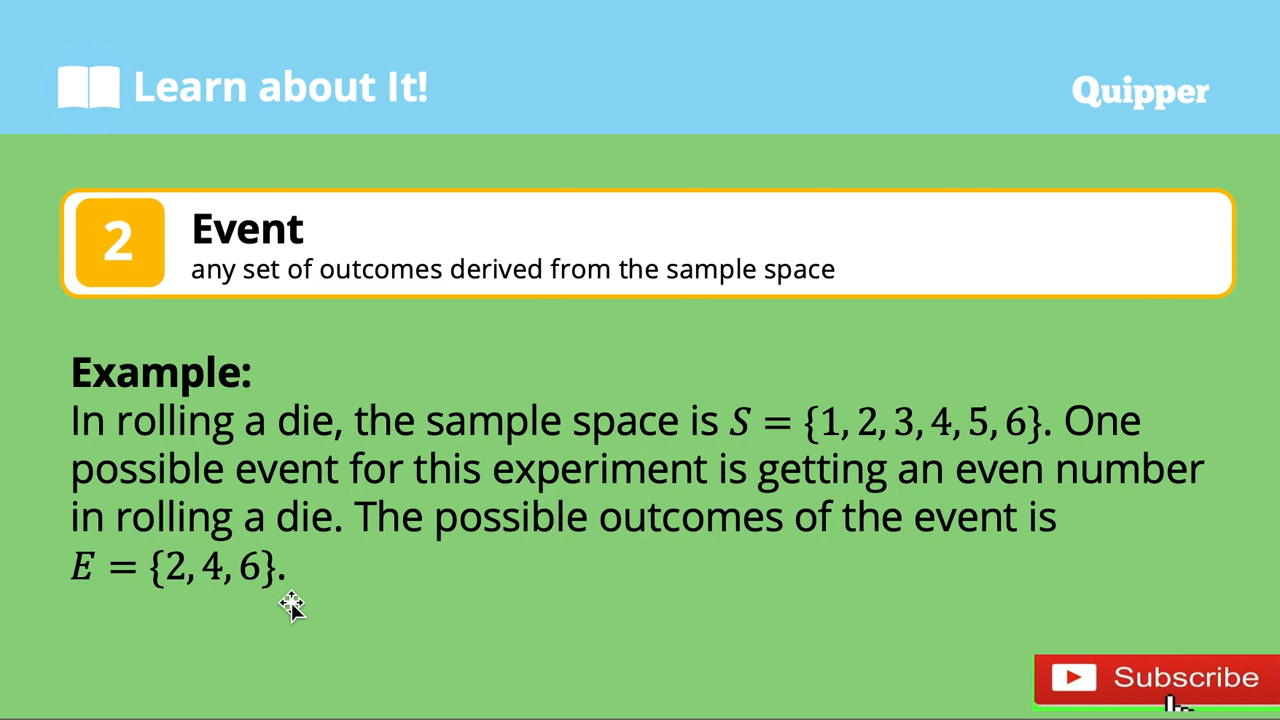 Learn about It!
Quipper
2
Event
any set of outcomes derived from the sample space
Example:
In rolling a die, the sample space is S = {1, 2, 3, 4, 5, 6}. One
possible event for this experiment is getting an even number
in rolling a die. The possible outcomes of the event is
E = {2, 4, 6}.
Subscribe